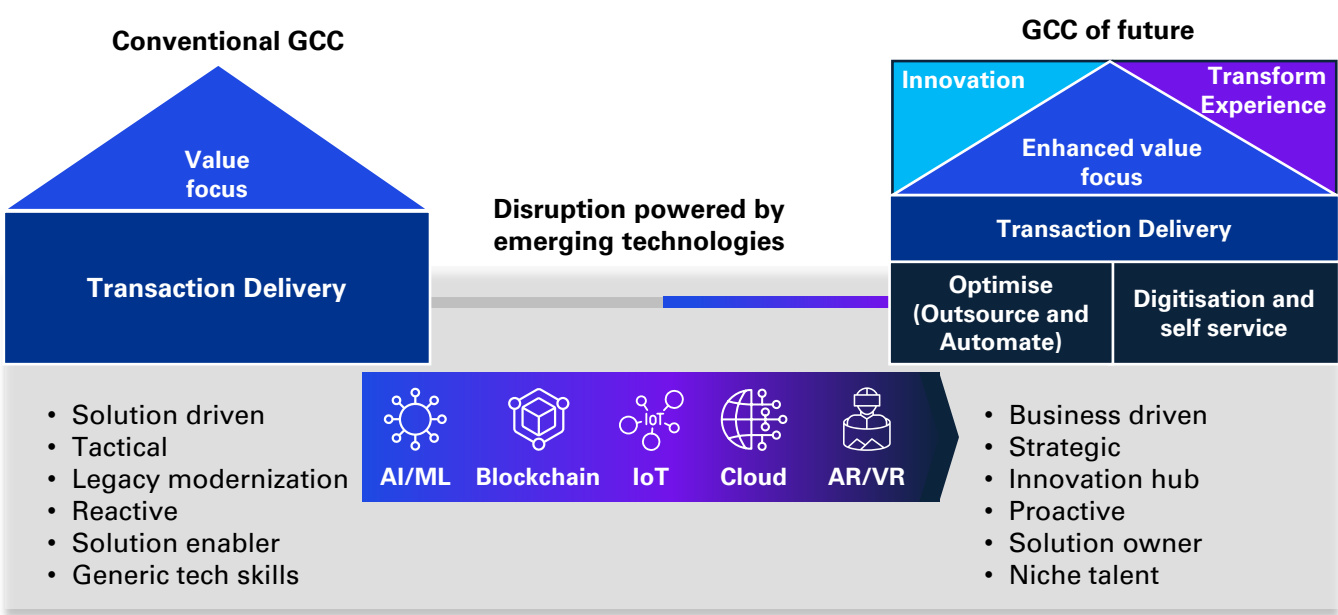 Conventional GCC
Value
focus
Transaction Delivery
• Solution driven
• Tactical
• Legacy modernization
• Reactive
• Solution enabler
• Generic tech skills
Disruption powered by
emerging technologies
IoT
AI/ML
Blockchain
IoT
Cloud
AR/VR
GCC of future
Innovation
Transform
Experience
Enhanced value
focus
Transaction Delivery
Optimise
(Outsource and
Automate)
Digitisation and
self service
• Business driven
• Strategic
• Innovation hub
• Proactive
• Solution owner
• Niche talent